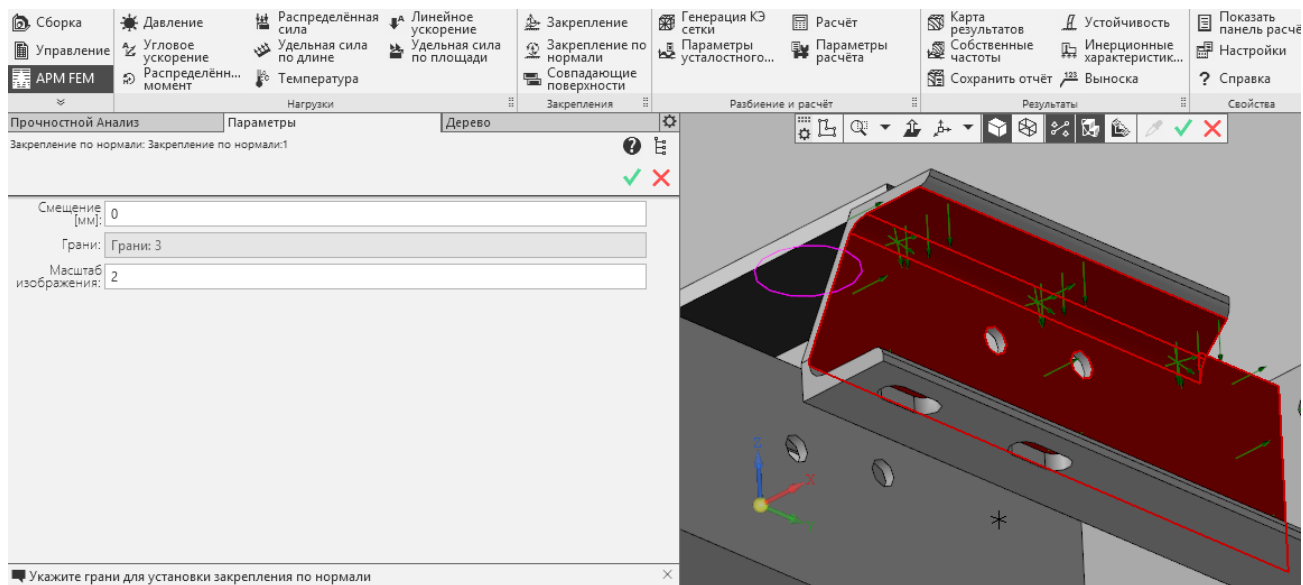 Сборка
Управление
APM FEM
Давление
Угловое
ускорение
Распределённ...
момент
Распределённая
сила
Удельная сила
по длине
Температура
Линейное
ускорение
Удельная сила
по площади
Нагрузки
Закрепление
Закрепление по
нормали
Совпадающие
поверхности
Закрепления
Генерация КЭ
сетки
Параметры
усталостного...
Расчёт
Параметры
расчёта
Разбиение и расчёт
Карта
результатов
Собственные
частоты
Сохранить отчёт
Устойчивость
Инерционные
характеристик...
123 Выноска
Результаты
Показать
панель расчё
Настройки
? Справка
Свойства
Прочностной Анализ
Параметры
Дерево
Закрепление по нормали: Закрепление по нормали:1
Смещение
[мм]:
0
Грани:
Грани: 3
Масштаб
изображения:
2
Z
X
Y
Укажите грани для установки закрепления по нормали